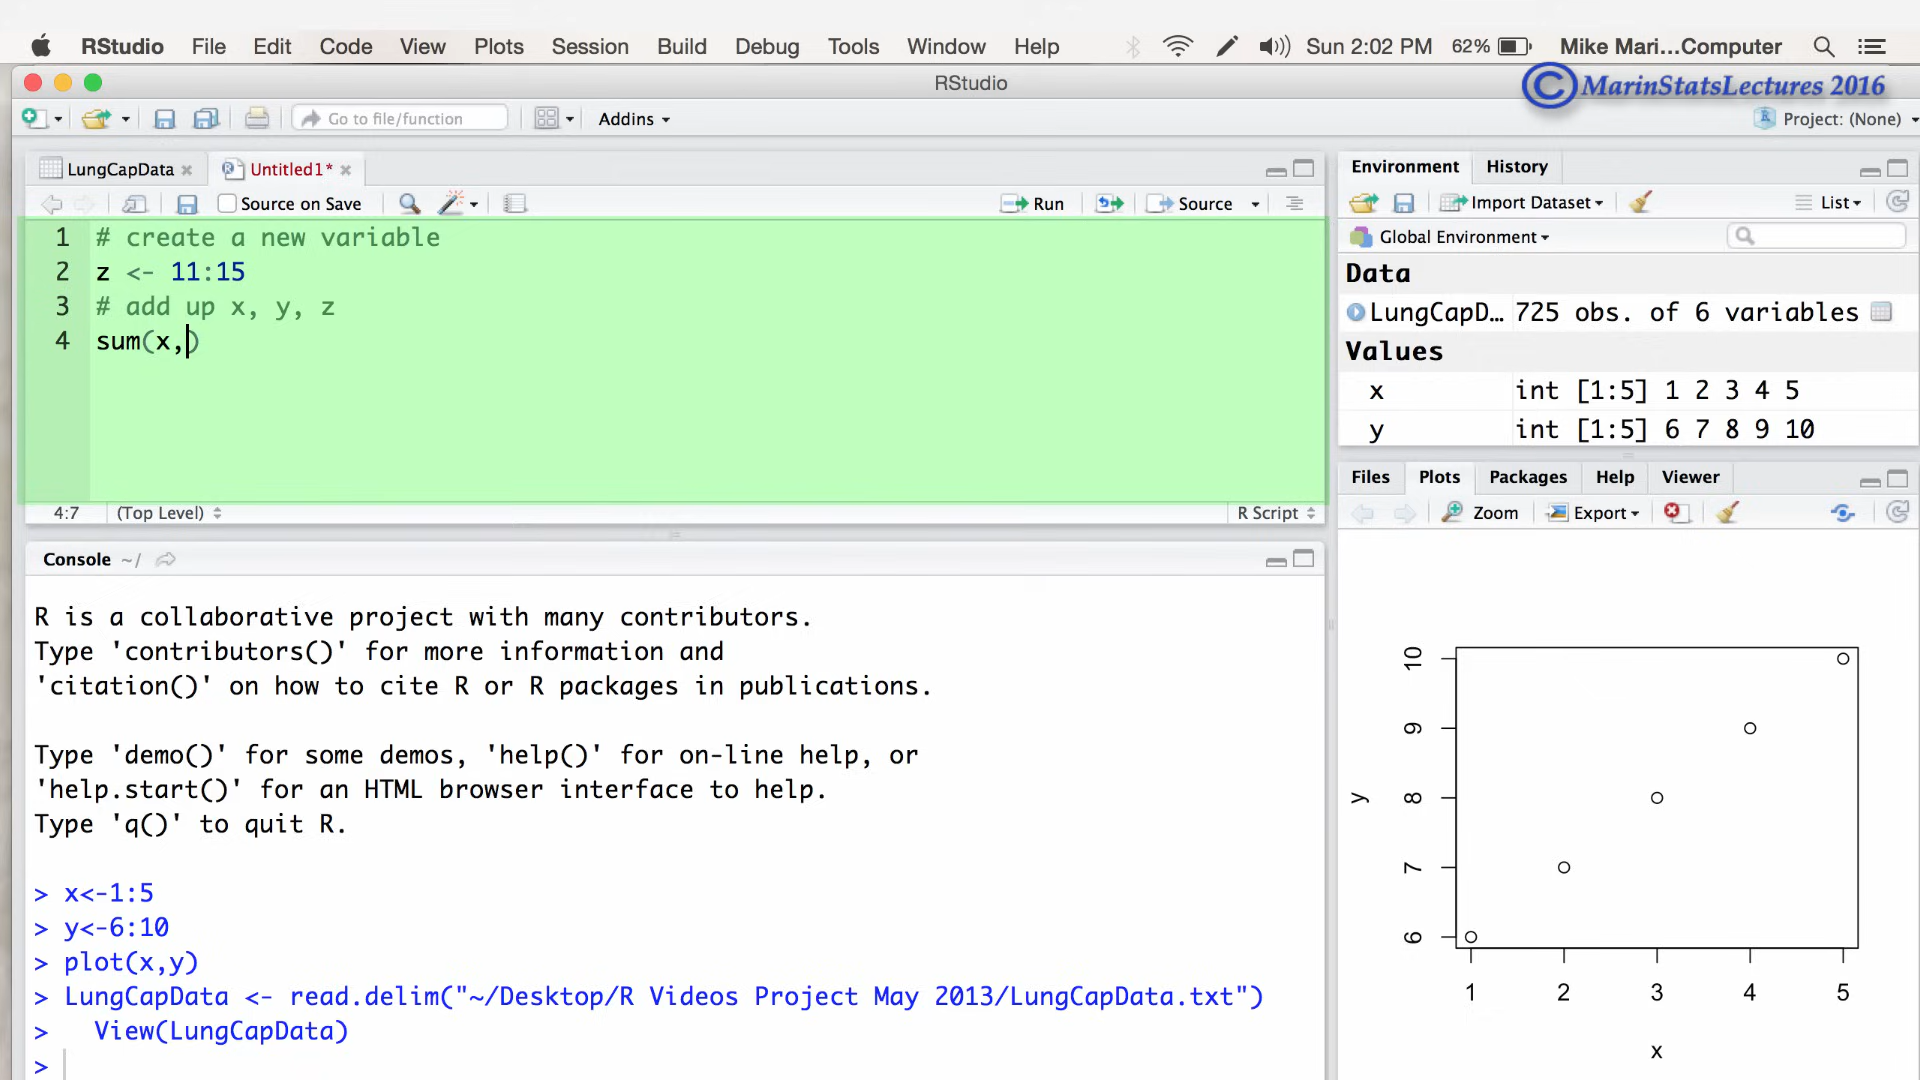 RStudio File Edit Code View Plots Session Build Debug Tools Window Help Sun 2:02 PM 62% Mike Mari...Computer
RStudio
© MarinStatsLectures 2016
Go to file/function Addins Project: (None)
LungCapData Untitled1*
Source on Save Run Source
1 # create a new variable
2 z <- 11:15
3 # add up x, y, z
4 sum(x,)
4:7 (Top Level) R Script
Console ~/
R is a collaborative project with many contributors.
Type 'contributors()' for more information and
'citation()' on how to cite R or R packages in publications.
Type 'demo()' for some demos, 'help()' for on-line help, or
'help.start()' for an HTML browser interface to help.
Type 'q()' to quit R.
> x<-1:5
> y<-6:10
> plot(x,y)
> LungCapData <- read.delim("~/Desktop/R Videos Project May 2013/LungCapData.txt")
>   View(LungCapData)
>
Environment History
Import Dataset List
Global Environment
Data
LungCapD… 725 obs. of 6 variables
Values
x int [1:5] 1 2 3 4 5
y int [1:5] 6 7 8 9 10
Files Plots Packages Help Viewer
Zoom Export
10
9
8
7
6
y
1 2 3 4 5
x